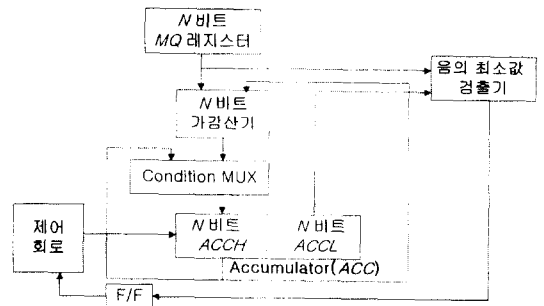 N 비트
MQ 레지스터
음의 최소값
검출기
N 비트
가감산기
Condition MUX
제어
회로
N 비트
ACCH
N 비트
ACCL
Accumulator(ACC)
F/F